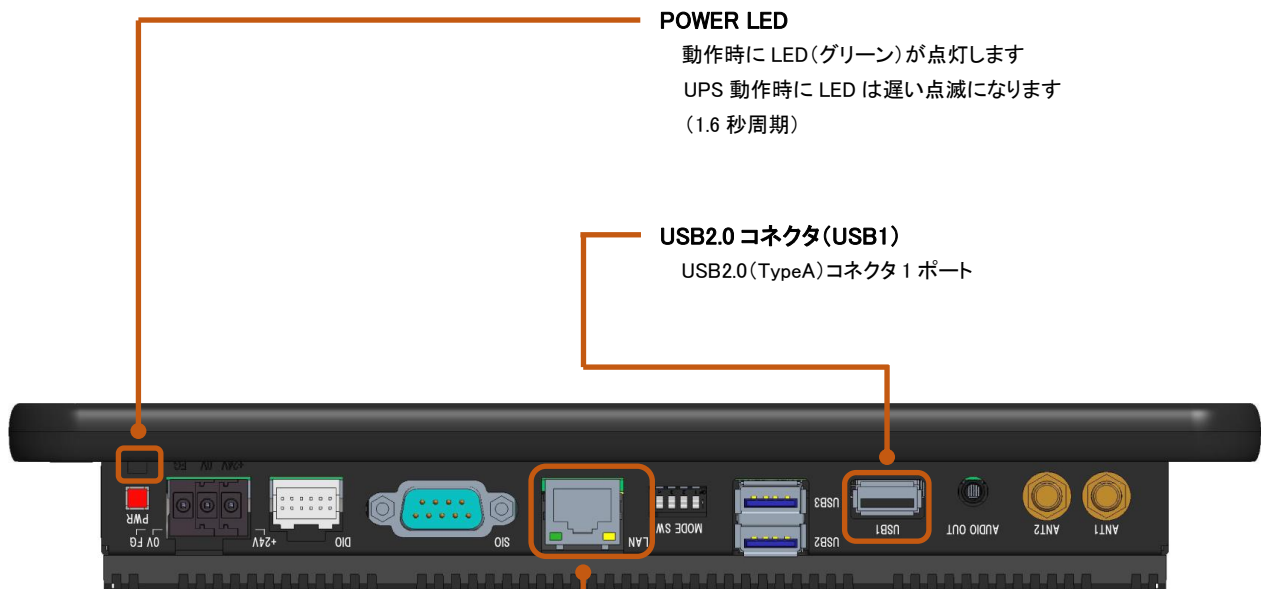 POWER LED
動作時に LED(グリーン)が点灯します
UPS 動作時に LED は遅い点滅になります
(1.6 秒周期)
USB2.0 コネクタ(USB1)
USB2.0(TypeA)コネクタ 1 ポート
FG 0V +24V
PWR
0V FG
+24V
DIO
SIO
LAN
MODE SW
USB3
USB2
USB1
AUDIO OUT
ANT2
ANT1